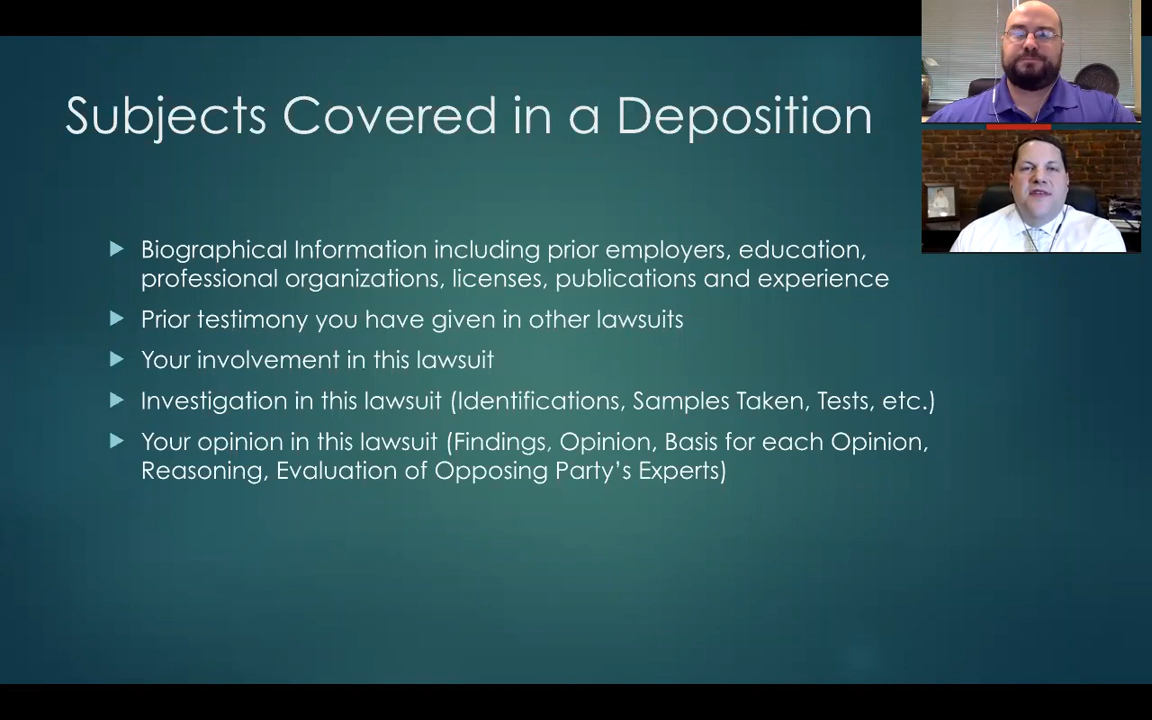 Subjects Covered in a Deposition
Biographical Information including prior employers, education,
professional organizations, licenses, publications and experience
Prior testimony you have given in other lawsuits
Your involvement in this lawsuit
Investigation in this lawsuit (Identifications, Samples Taken, Tests, etc.)
Your opinion in this lawsuit (Findings, Opinion, Basis for each Opinion,
Reasoning, Evaluation of Opposing Party’s Experts)